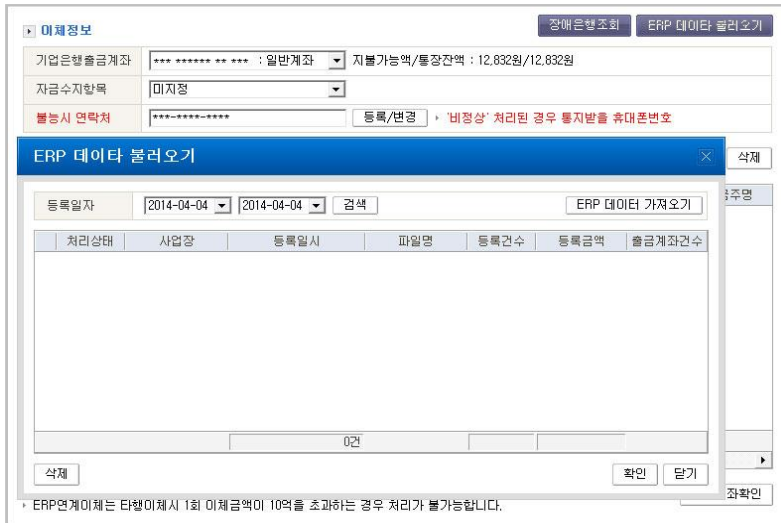 이체정보
장애은행조회
ERP 데이타 불러오기
기업은행출금계좌 *** ****** ** *** : 일반계좌 지불가능액/통장잔액 : 12,832원/12,832원
자금수지항목 미지정
불능시 연락처 ***-****-**** 등록/변경 '비정상' 처리된 경우 통지받을 휴대폰번호
ERP 데이타 불러오기
삭제
주명
등록일자 2014-04-04 2014-04-04 검색 ERP 데이터 가져오기
처리상태 사업장 등록일시 파일명 등록건수 등록금액 출금계좌건수
0건
삭제 확인 닫기
좌확인
ERP연계이체는 타행이체시 1회 이체금액이 10억을 초과하는 경우 처리가 불가능합니다.